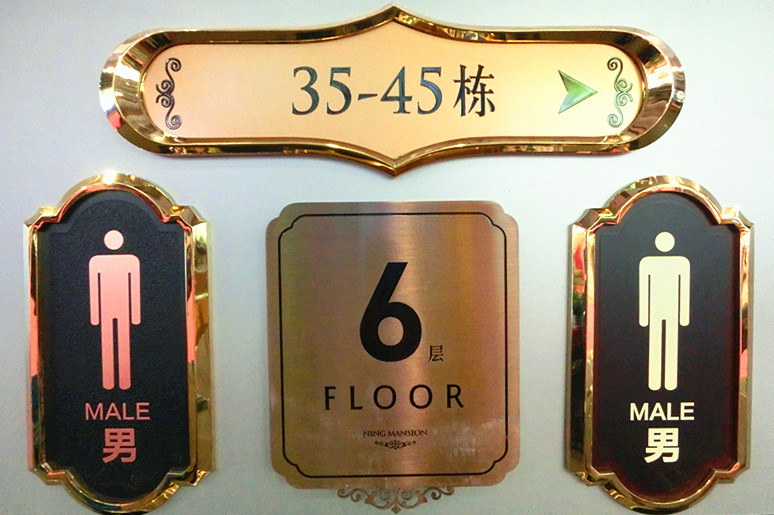 35-45栋
MALE
男
6层
FLOOR
NING MANSION
MALE
男